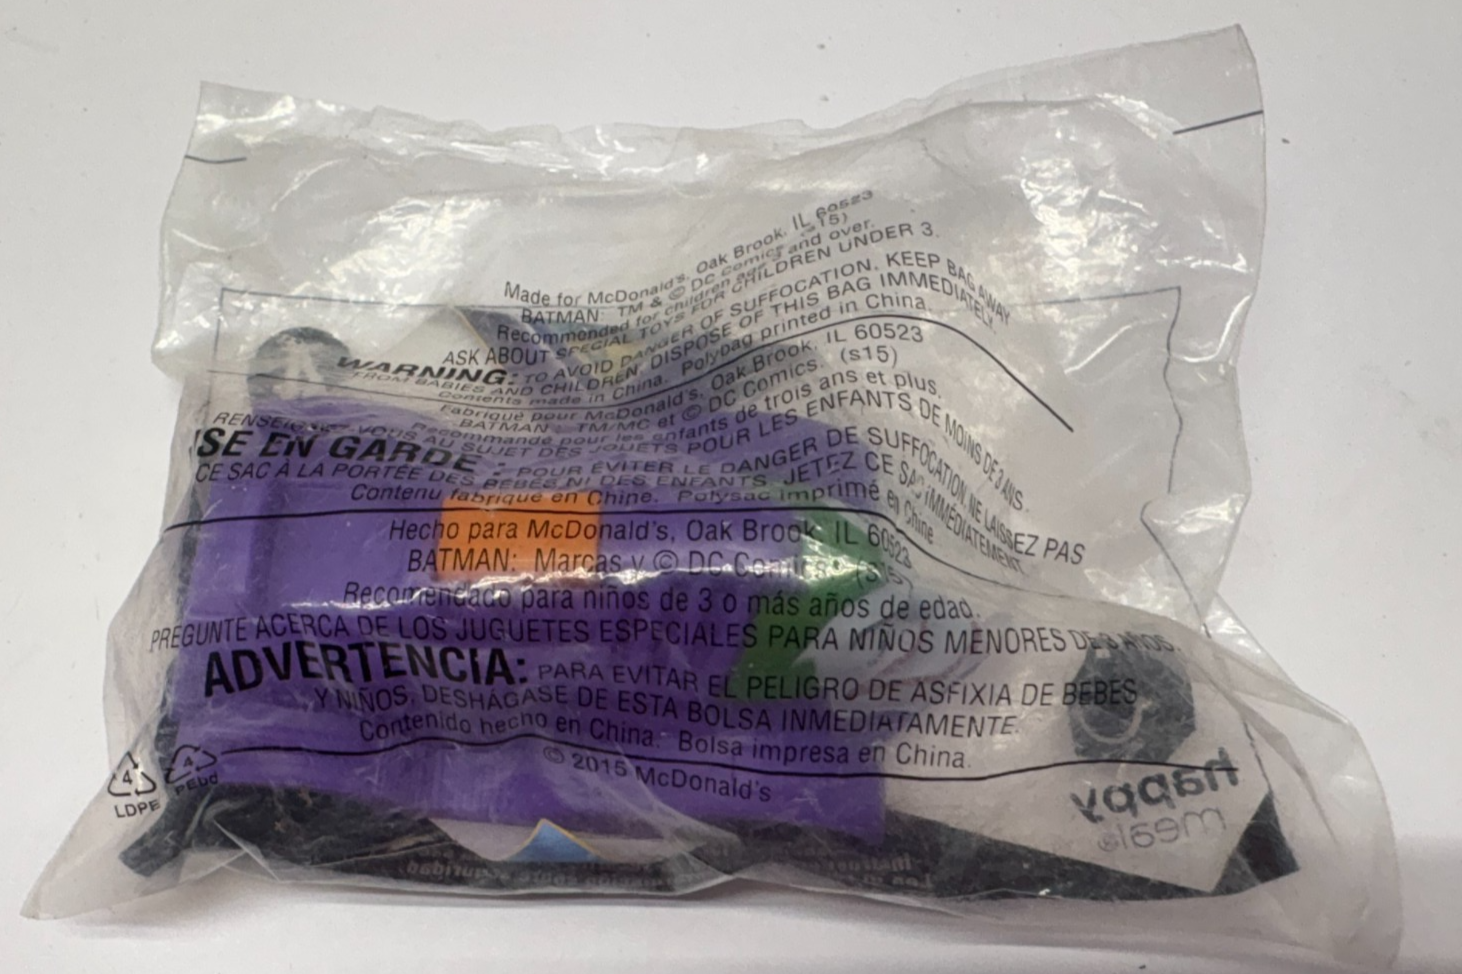 Made for McDonald's, Oak Brook, IL 60523
BATMAN: TM & © DC Comics. (s15)
Recommended for children age 3 and over.
ASK ABOUT SPECIAL TOYS FOR CHILDREN UNDER 3.
WARNING: TO AVOID DANGER OF SUFFOCATION, KEEP BAG AWAY
FROM BABIES AND CHILDREN. DISPOSE OF THIS BAG IMMEDIATELY.
Contents made in China. Polybag printed in China.
Fabriqué pour McDonald's, Oak Brook, IL 60523
BATMAN: TM/MC et © DC Comics. (s15)
Recommandé pour les enfants de trois ans et plus.
RENSEIGNEZ-VOUS AU SUJET DES JOUETS POUR LES ENFANTS DE MOINS DE 3 ANS.
ISE EN GARDE : POUR ÉVITER LE DANGER DE SUFFOCATION, NE LAISSEZ PAS
CE SAC À LA PORTÉE DES BÉBÉS NI DES ENFANTS. JETEZ CE SAC IMMÉDIATEMENT.
Contenu fabriqué en Chine. Polysac imprimé en Chine.
Hecho para McDonald's, Oak Brook, IL 60523
BATMAN: Marcas y © DC Comics. (s15)
Recomendado para niños de 3 o más años de edad.
PREGUNTE ACERCA DE LOS JUGUETES ESPECIALES PARA NIÑOS MENORES DE 3 AÑOS.
ADVERTENCIA: PARA EVITAR EL PELIGRO DE ASFIXIA DE BEBES
Y NIÑOS, DESHÁGASE DE ESTA BOLSA INMEDIATAMENTE.
Contenido hecho en China. Bolsa impresa en China.
© 2015 McDonald's
4 4
LDPE PEbd
Happy
meal®